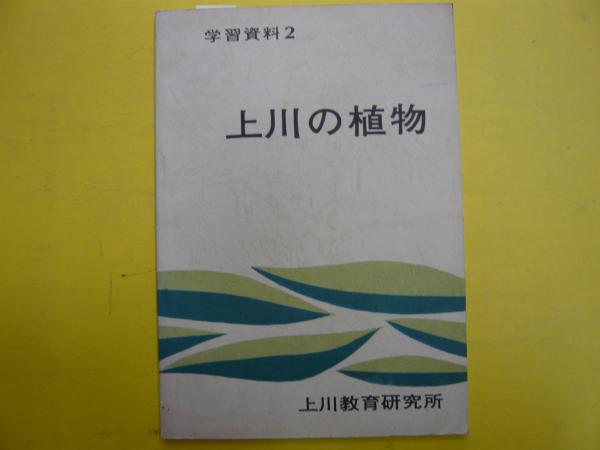 学習資料2
上川の植物
上川教育研究所